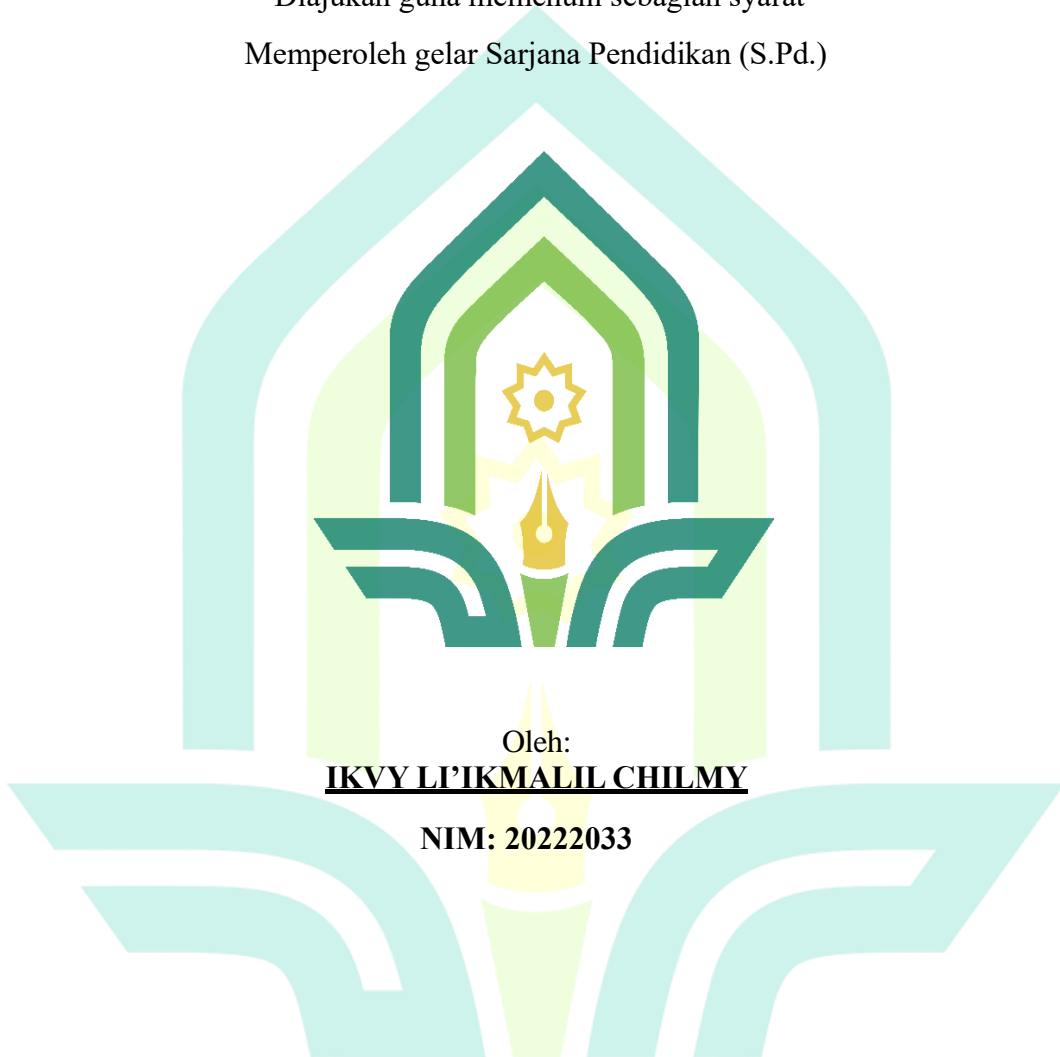 Diajukan guna memenuhi sebagian syarat
Memperoleh gelar Sarjana Pendidikan (S.Pd.)
Oleh:
IKVY LI’IKMALIL CHILMY
NIM: 20222033